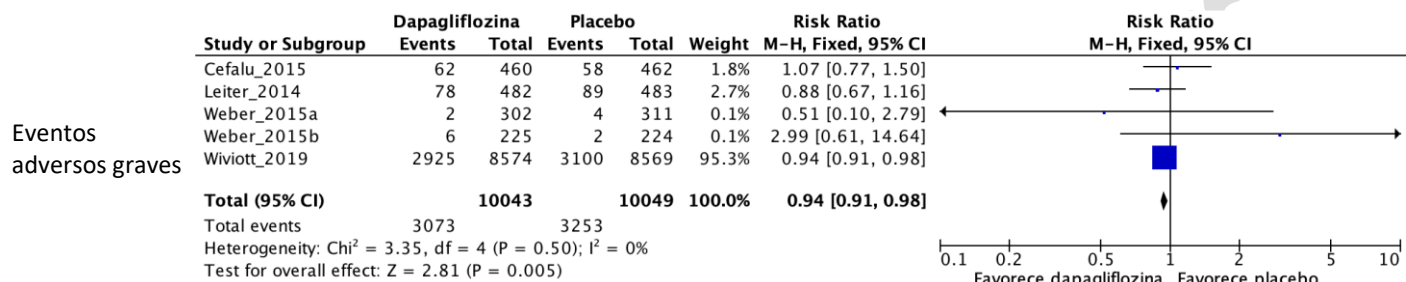 Dapagliflozina Placebo Risk Ratio Risk Ratio
Study or Subgroup Events Total Events Total Weight M-H, Fixed, 95% CI M-H, Fixed, 95% CI
Cefalu_2015 62 460 58 462 1.8% 1.07 [0.77, 1.50]
Leiter_2014 78 482 89 483 2.7% 0.88 [0.67, 1.16]
Weber_2015a 2 302 4 311 0.1% 0.51 [0.10, 2.79]
Weber_2015b 6 225 2 224 0.1% 2.99 [0.61, 14.64]
Wiviott_2019 2925 8574 3100 8569 95.3% 0.94 [0.91, 0.98]
Eventos
adversos graves
Total (95% CI) 10043 10049 100.0% 0.94 [0.91, 0.98]
Total events 3073 3253
Heterogeneity: Chi² = 3.35, df = 4 (P = 0.50); I² = 0%
Test for overall effect: Z = 2.81 (P = 0.005)
0.1 0.2 0.5 1 2 5 10
Favorece dapagliflozina Favorece placebo